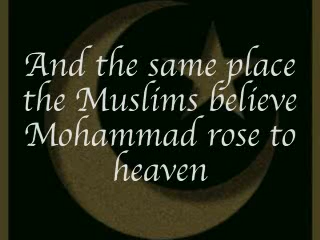 And the same place
the Muslims believe
Mohammad rose to
heaven